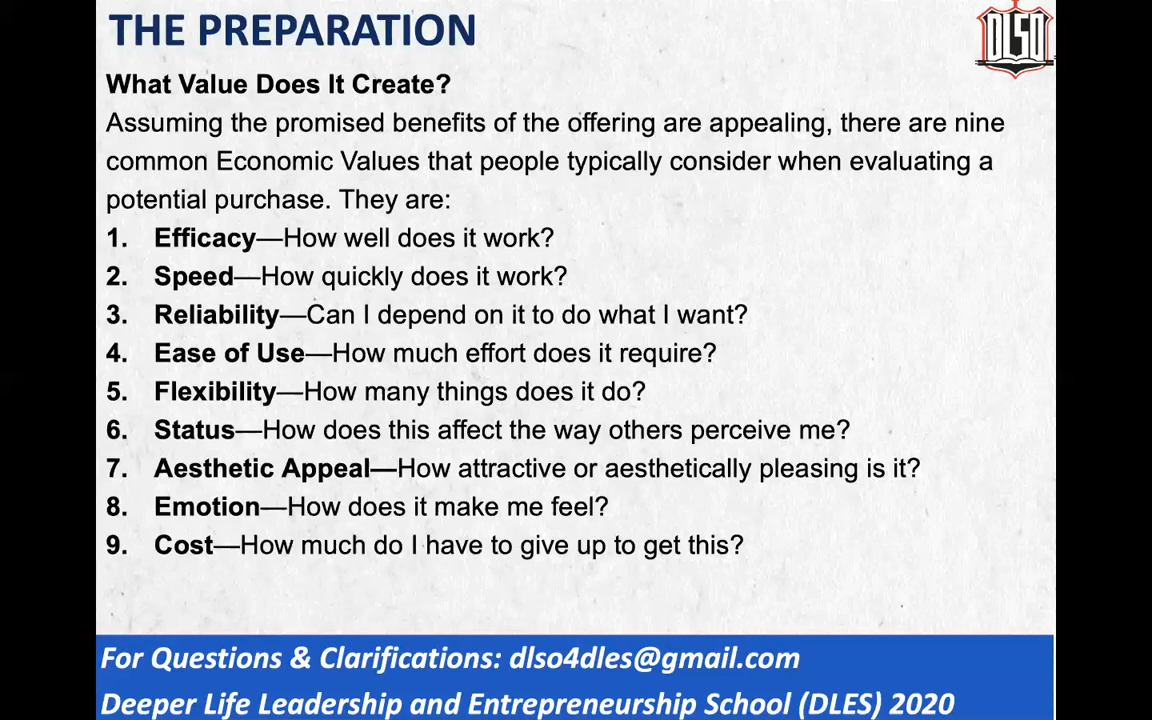 THE PREPARATION
DLSO
What Value Does It Create?
Assuming the promised benefits of the offering are appealing, there are nine
common Economic Values that people typically consider when evaluating a
potential purchase. They are:
1. Efficacy—How well does it work?
2. Speed—How quickly does it work?
3. Reliability—Can I depend on it to do what I want?
4. Ease of Use—How much effort does it require?
5. Flexibility—How many things does it do?
6. Status—How does this affect the way others perceive me?
7. Aesthetic Appeal—How attractive or aesthetically pleasing is it?
8. Emotion—How does it make me feel?
9. Cost—How much do I have to give up to get this?
For Questions & Clarifications: dlso4dles@gmail.com
Deeper Life Leadership and Entrepreneurship School (DLES) 2020